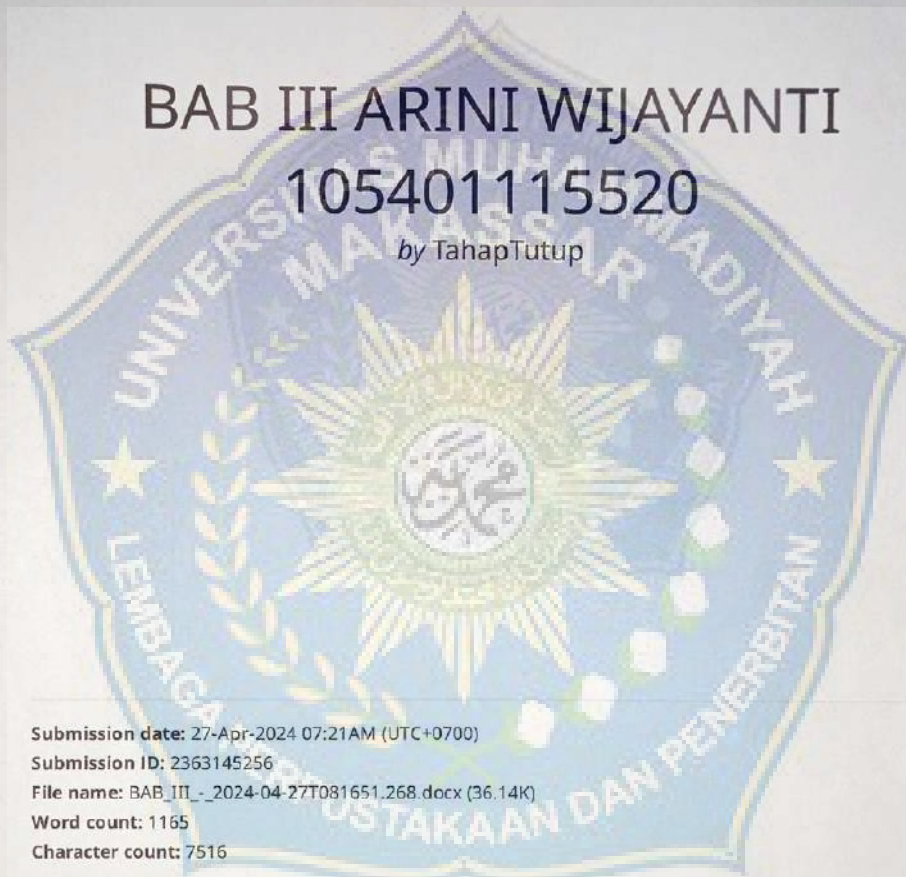 BAB III ARINI WIJAYANTI
105401115520
by TahapTutup
UNIVERSITAS MUHAMMADIYAH
MAKASSAR
محمد
LEMBAGA PERPUSTAKAAN DAN PENERBITAN
Submission date: 27-Apr-2024 07:21AM (UTC+0700)
Submission ID: 2363145256
File name: BAB_III_-_2024-04-27T081651.268.docx (36.14K)
Word count: 1165
Character count: 7516